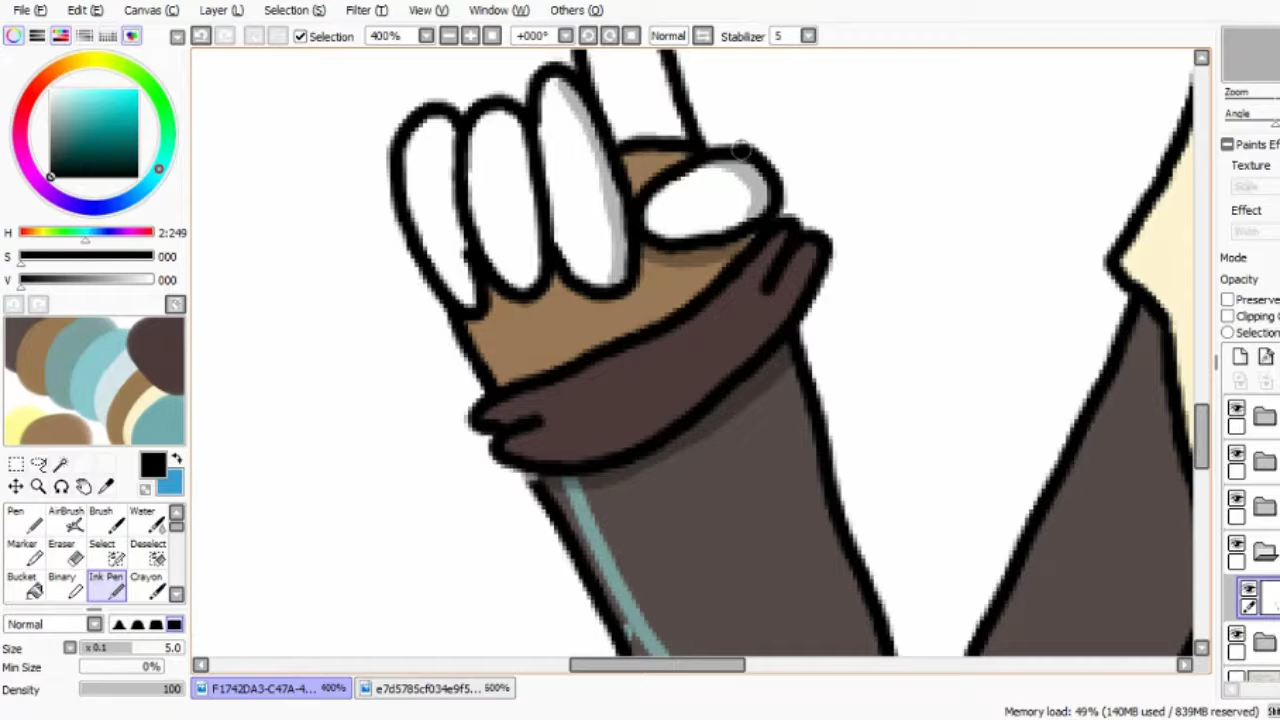 File (F) Edit (E) Canvas (C) Layer (L) Selection (S) Filter (T) View (V) Window (W) Others (O)
Selection 400% +000° Normal Stabilizer 5
Zoom
Angle
Paints Ef
Texture
Effect
Width
Mode
Opacity
Preserve
Clipping G
Selection
H 2:249
S 000
V 000
Pen AirBrush Brush Water
Marker Eraser Select Deselect
Bucket Binary Ink Pen Crayon
Normal
Size x 0.1 5.0
Min Size 0%
Density 100
F1742DA3-C47A-4... 400% e7d5785cf034e9f5... 600%
Memory load: 49% (140MB used / 839MB reserved)